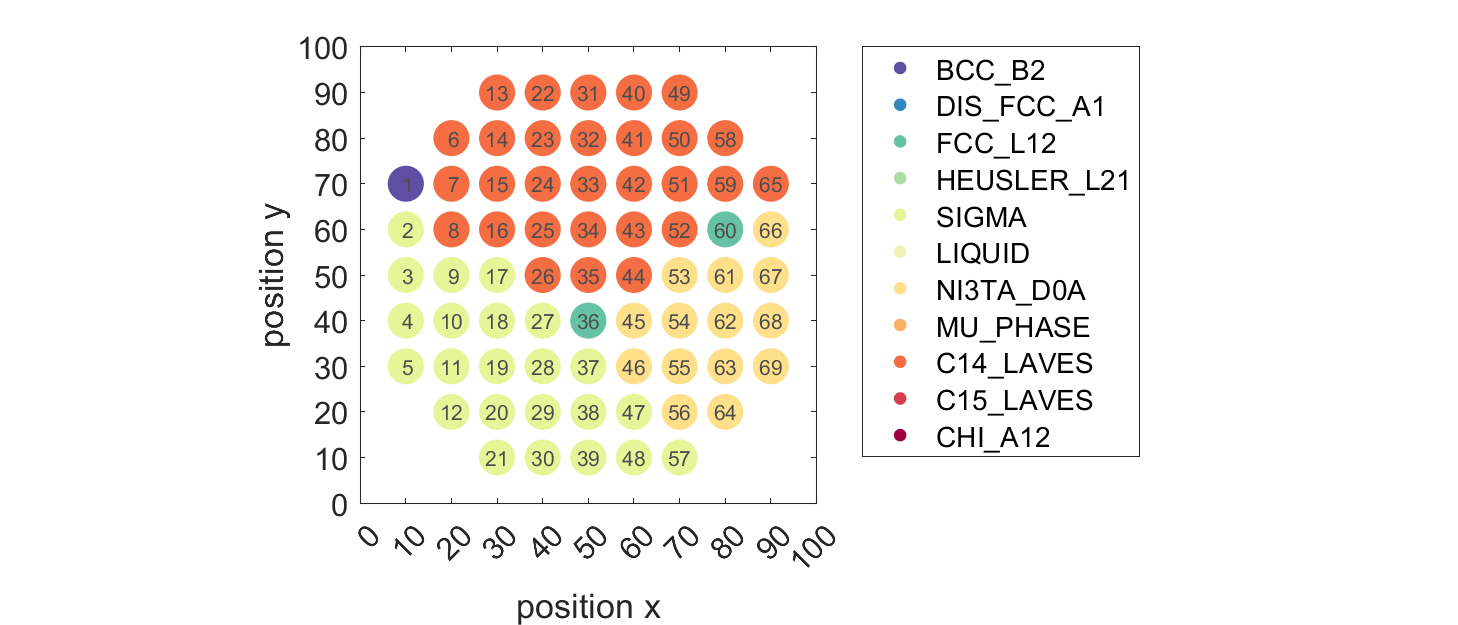 100
90
80
70
60
50
40
30
20
10
0
position y
13 22 31 40 49
6 14 23 32 41 50 58
1 7 15 24 33 42 51 59 65
2 8 16 25 34 43 52 60 66
3 9 17 26 35 44 53 61 67
4 10 18 27 36 45 54 62 68
5 11 19 28 37 46 55 63 69
12 20 29 38 47 56 64
21 30 39 48 57
0 10 20 30 40 50 60 70 80 90 100
position x
BCC_B2
DIS_FCC_A1
FCC_L12
HEUSLER_L21
SIGMA
LIQUID
NI3TA_D0A
MU_PHASE
C14_LAVES
C15_LAVES
CHI_A12